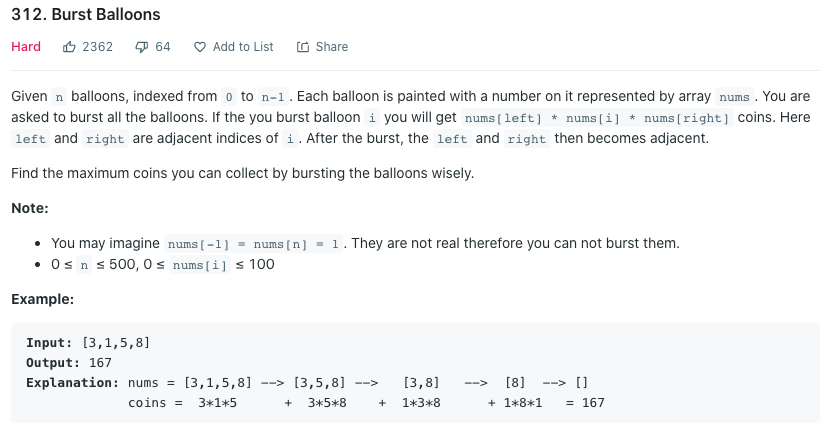 312. Burst Balloons
Hard 2362 64 Add to List Share
Given n balloons, indexed from 0 to n-1. Each balloon is painted with a number on it represented by array nums. You are
asked to burst all the balloons. If the you burst balloon i you will get nums[left] * nums[i] * nums[right] coins. Here
left and right are adjacent indices of i. After the burst, the left and right then becomes adjacent.
Find the maximum coins you can collect by bursting the balloons wisely.
Note:
• You may imagine nums[-1] = nums[n] = 1. They are not real therefore you can not burst them.
• 0 ≤ n ≤ 500, 0 ≤ nums[i] ≤ 100
Example:
Input: [3,1,5,8]
Output: 167
Explanation: nums = [3,1,5,8] --> [3,5,8] --> [3,8] --> [8] --> []
coins = 3*1*5 + 3*5*8 + 1*3*8 + 1*8*1 = 167